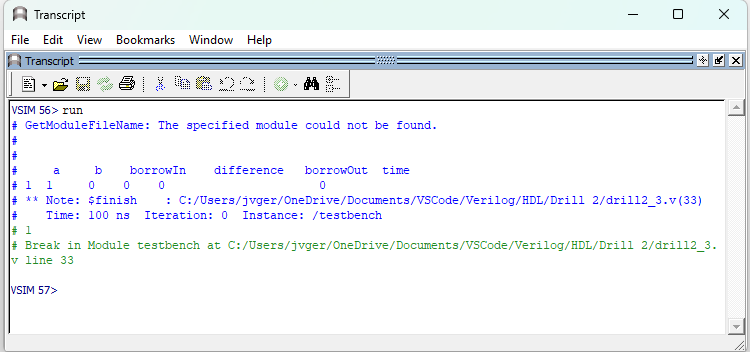 Transcript
File Edit View Bookmarks Window Help
Transcript
VSIM 56> run
# GetModuleFileName: The specified module could not be found.
#
#
#     a     b    borrowIn    difference   borrowOut  time
# 1  1     0    0    0                      0
# ** Note: $finish    : C:/Users/jvger/OneDrive/Documents/VSCode/Verilog/HDL/Drill 2/drill2_3.v(33)
#    Time: 100 ns  Iteration: 0  Instance: /testbench
# 1
# Break in Module testbench at C:/Users/jvger/OneDrive/Documents/VSCode/Verilog/HDL/Drill 2/drill2_3.
v line 33
VSIM 57>